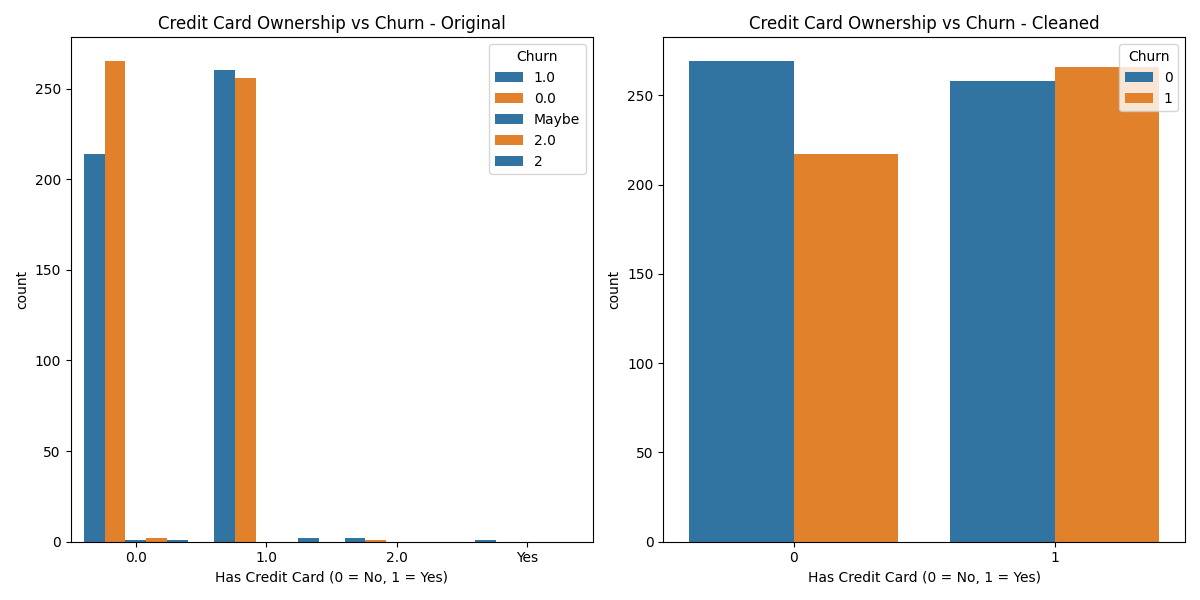 Credit Card Ownership vs Churn - Original
Churn
1.0
0.0
Maybe
2.0
2
count
250
200
150
100
50
0
0.0
1.0
2.0
Yes
Has Credit Card (0 = No, 1 = Yes)
Credit Card Ownership vs Churn - Cleaned
Churn
0
1
count
250
200
150
100
50
0
0
1
Has Credit Card (0 = No, 1 = Yes)